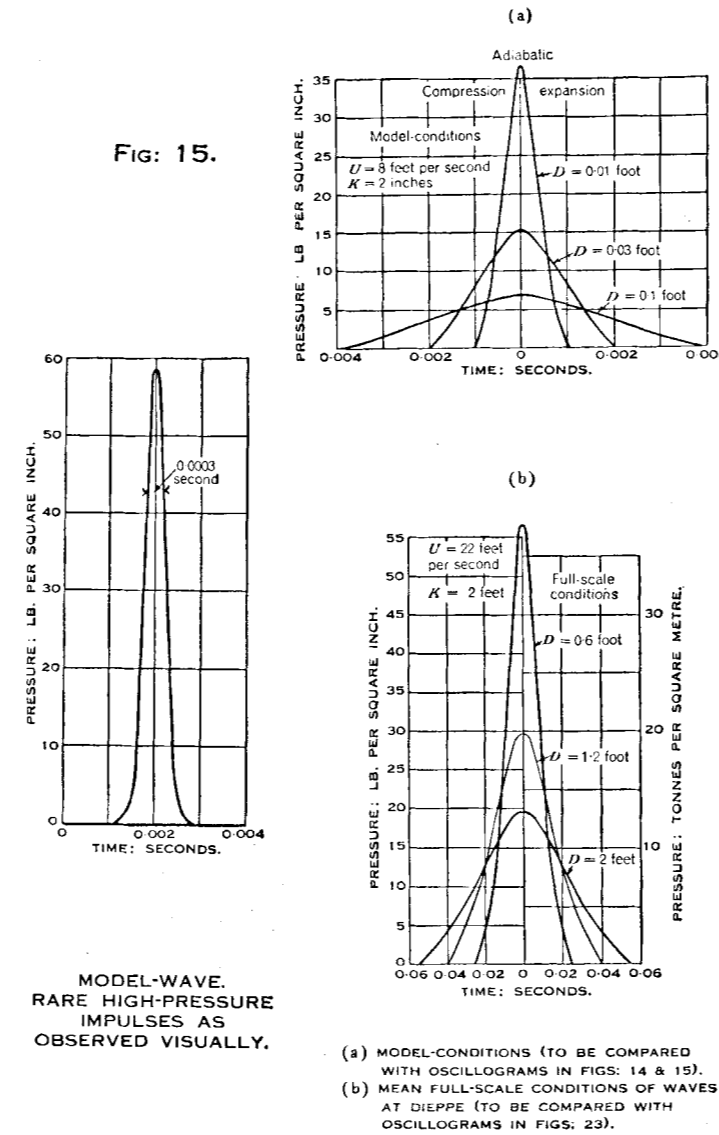 (a)
Adiabatic
Compression expansion
Model-conditions
U = 8 feet per second
K = 2 inches
D = 0·01 foot
D = 0·03 foot
D = 0·1 foot
PRESSURE: LB PER SQUARE INCH.
35
30
25
20
15
10
5
0·004 0·002 0 0·002 0·00
TIME: SECONDS.
FIG: 15.
60
50
40
30
20
10
0
0·0003
second
PRESSURE: LB. PER SQUARE INCH.
0 0·002 0·004
TIME: SECONDS.
MODEL-WAVE.
RARE HIGH-PRESSURE
IMPULSES AS
OBSERVED VISUALLY.
(b)
U = 22 feet
per second
K = 2 feet
Full-scale
conditions
D = 0·6 foot
D = 1·2 foot
D = 2 feet
PRESSURE: LB. PER SQUARE INCH.
55
50
45
40
35
30
25
20
15
10
5
0
30
20
10
PRESSURE: TONNES PER SQUARE METRE.
0·06 0·04 0·02 0 0·02 0·04 0·06
TIME: SECONDS.
(a) MODEL-CONDITIONS (TO BE COMPARED
WITH OSCILLOGRAMS IN FIGS: 14 & 15).
(b) MEAN FULL-SCALE CONDITIONS OF WAVES
AT DIEPPE (TO BE COMPARED WITH
OSCILLOGRAMS IN FIGS; 23).